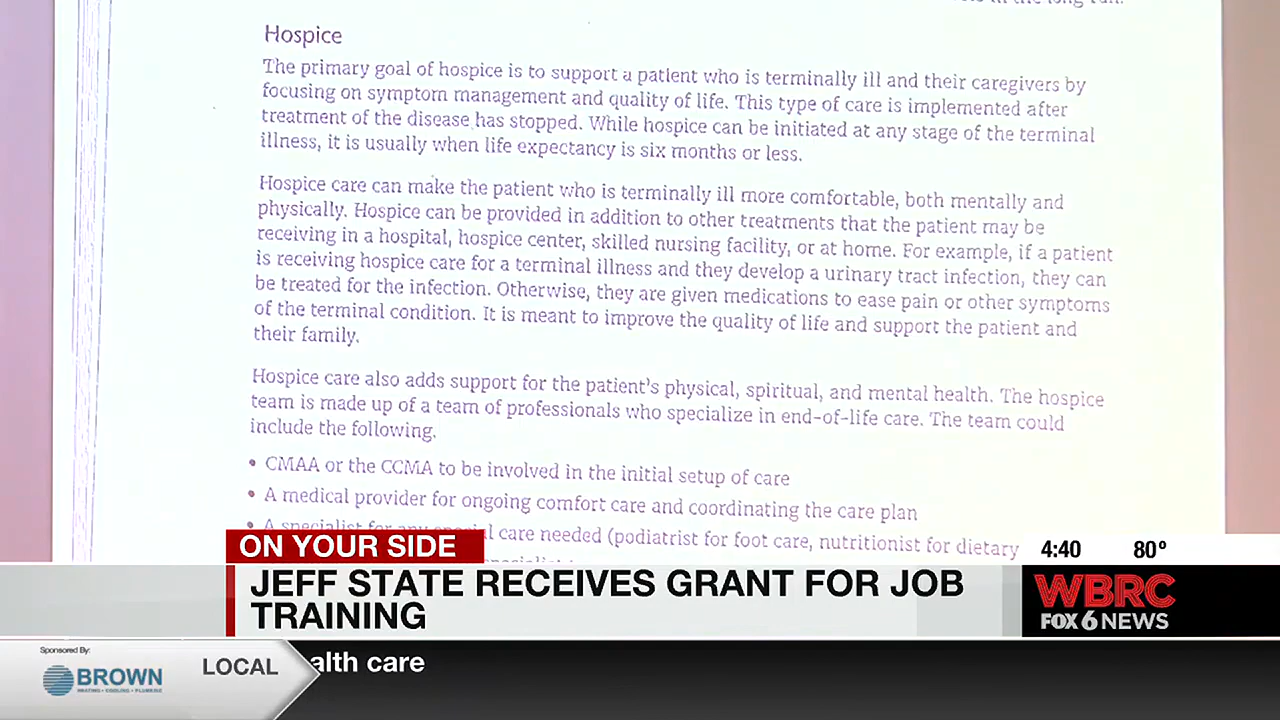 Hospice
The primary goal of hospice is to support a patient who is terminally ill and their caregivers by
focusing on symptom management and quality of life. This type of care is implemented after
treatment of the disease has stopped. While hospice can be initiated at any stage of the terminal
illness, it is usually when life expectancy is six months or less.
Hospice care can make the patient who is terminally ill more comfortable, both mentally and
physically. Hospice can be provided in addition to other treatments that the patient may be
receiving in a hospital, hospice center, skilled nursing facility, or at home. For example, if a patient
is receiving hospice care for a terminal illness and they develop a urinary tract infection, they can
be treated for the infection. Otherwise, they are given medications to ease pain or other symptoms
of the terminal condition. It is meant to improve the quality of life and support the patient and
their family.
Hospice care also adds support for the patient's physical, spiritual, and mental health. The hospice
team is made up of a team of professionals who specialize in end-of-life care. The team could
include the following.
• CMAA or the CCMA to be involved in the initial setup of care
• A medical provider for ongoing comfort care and coordinating the care plan
• A specialist for any special care needed (podiatrist for foot care, nutritionist for dietary
ON YOUR SIDE
JEFF STATE RECEIVES GRANT FOR JOB
TRAINING
4:40 80°
WBRC
FOX 6 NEWS
Sponsored By:
BROWN
HEATING • COOLING • PLUMBING
LOCAL
alth care